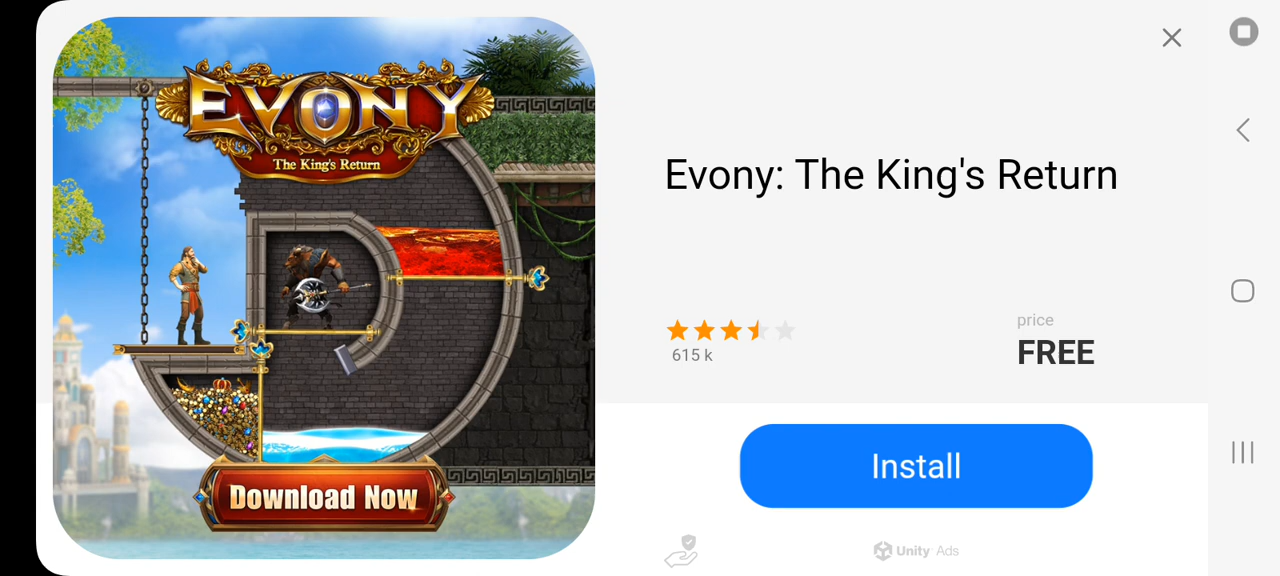 EVONY
The King's Return
Download Now
Evony: The King's Return
615 k
price
FREE
Install
Unity Ads